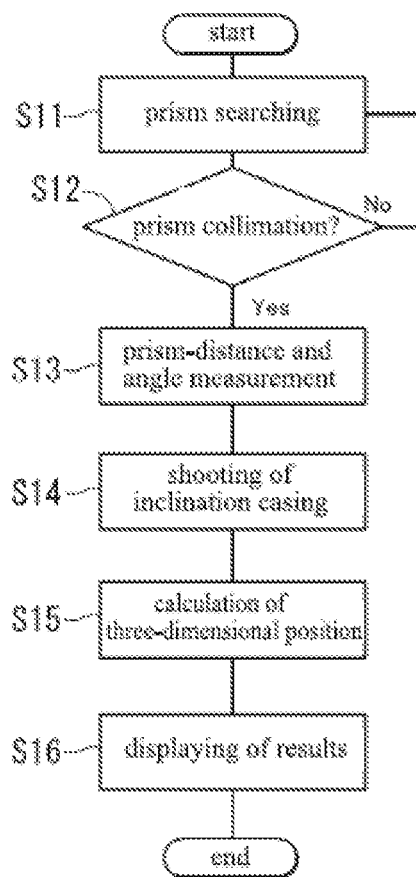 start
S11
prism searching
S12
prism collimation?
No
Yes
S13
prism-distance and
angle measurement
S14
shooting of
inclination casing
S15
calculation of
three-dimensional position
S16
displaying of results
end